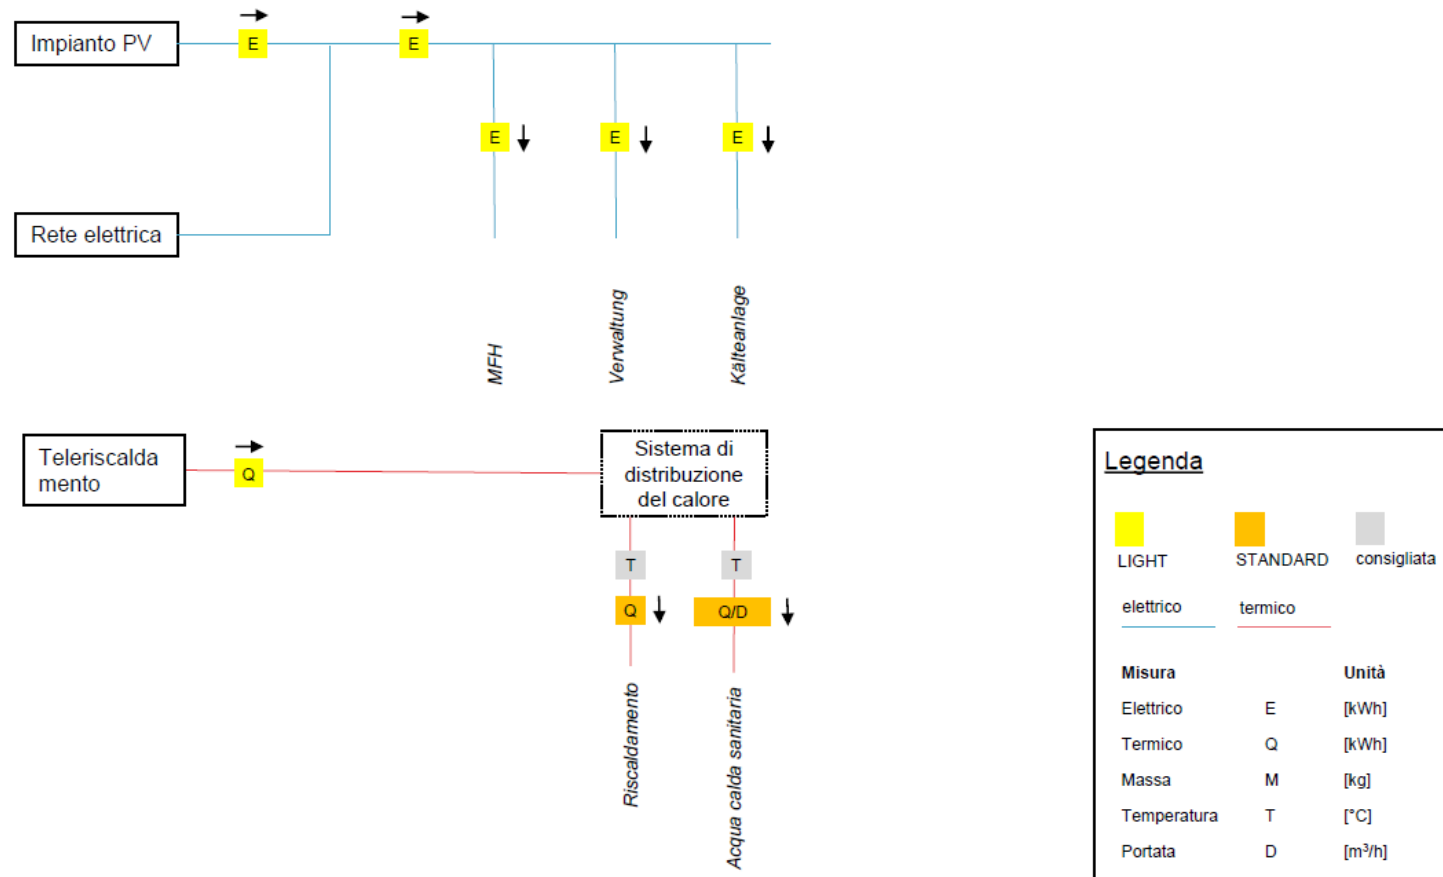 Impianto PV
E
E
E
E
E
Rete elettrica
MFH
Verwaltung
Kälteanlage
Teleriscalda
mento
Q
Sistema di
distribuzione
del calore
T
T
Q
Q/D
Riscaldamento
Acqua calda sanitaria
Legenda
LIGHT
STANDARD
consigliata
elettrico
termico
Misura Unità
Elettrico E [kWh]
Termico Q [kWh]
Massa M [kg]
Temperatura T [°C]
Portata D [m³/h]